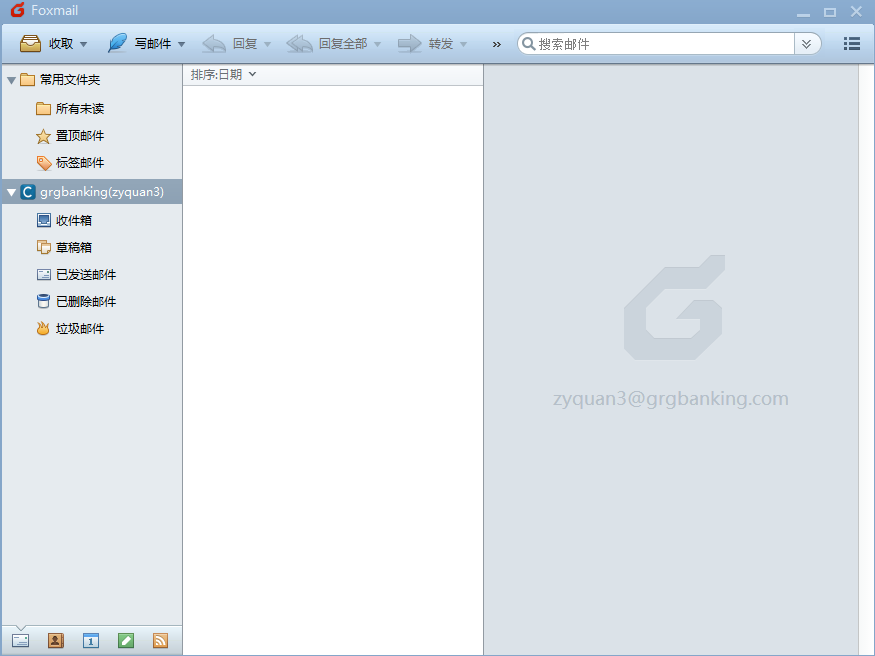 Foxmail
收取 写邮件 回复 回复全部 转发 » 搜索邮件
排序:日期
常用文件夹
所有未读
置顶邮件
标签邮件
C grgbanking(zyquan3)
收件箱
草稿箱
已发送邮件
已删除邮件
垃圾邮件
G
zyquan3@grgbanking.com
1